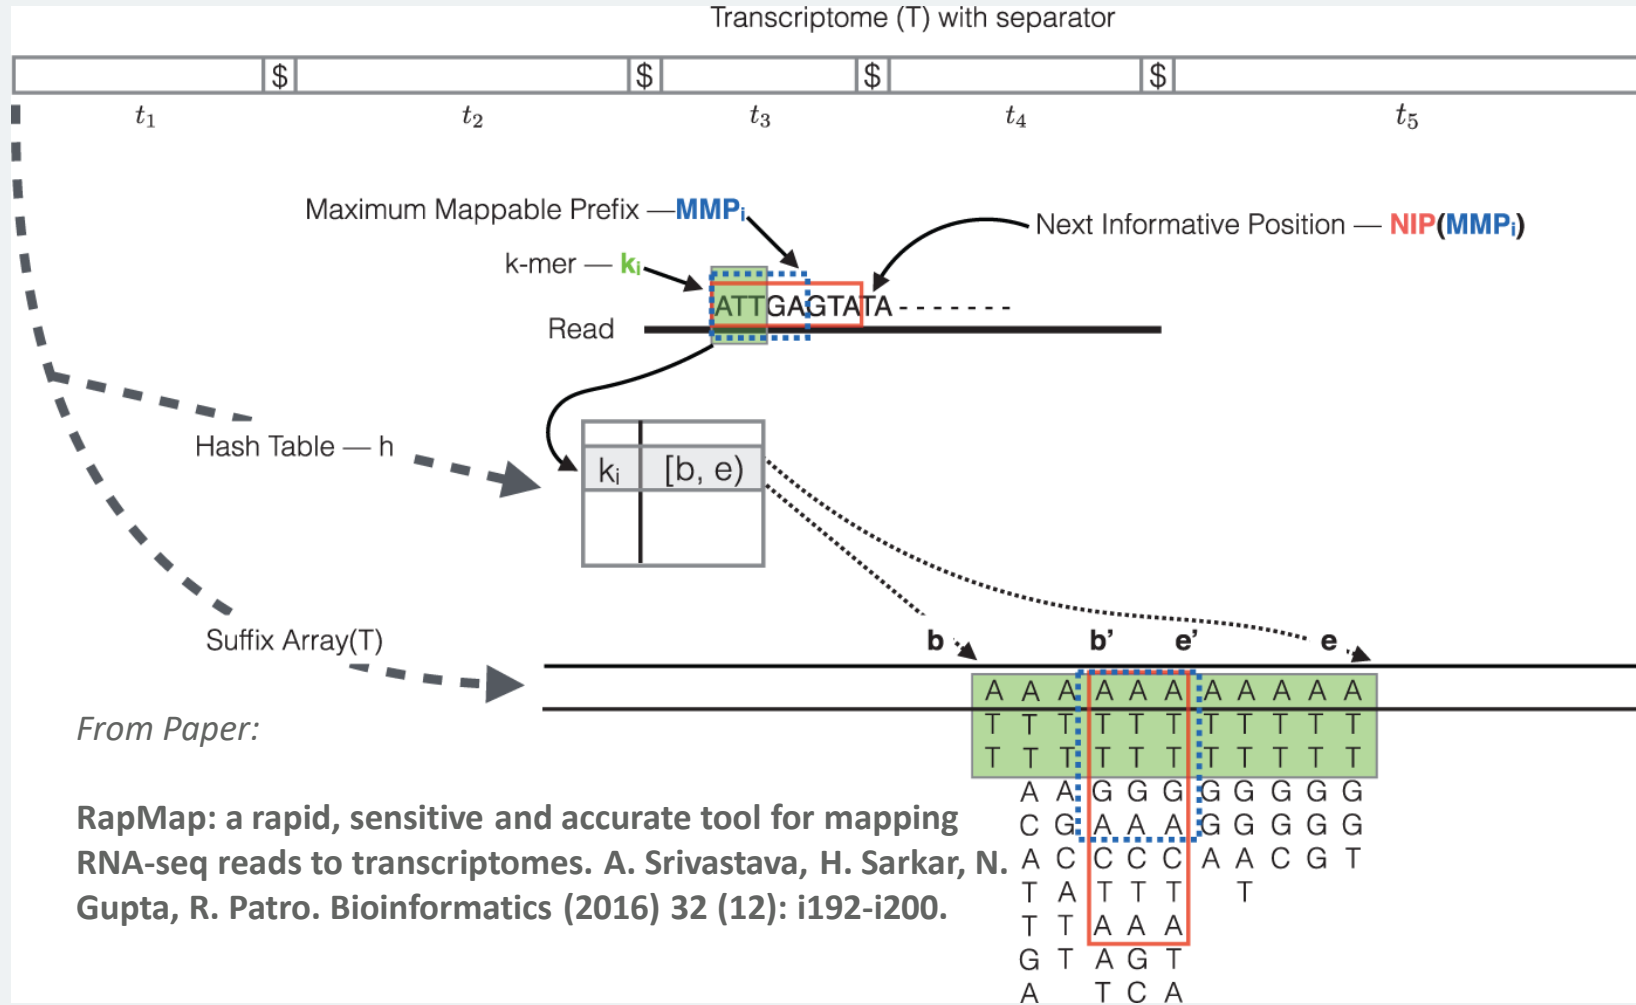 Transcriptome (T) with separator
$ $ $ $
t1 t2 t3 t4 t5
Maximum Mappable Prefix — MMPi
Next Informative Position — NIP(MMPi)
k-mer — ki
ATTGAGTATA - - - - - - -
Read
Hash Table — h
ki [b, e)
Suffix Array(T)
b b’ e’ e
A A A A A A A A A A A
T T T T T T T T T T T
T T T T T T T T T T T
A A G G G G G G G G
C G A A A G G G G G
A C C C C A A C G T
T A T T T T
T T A A A
G T A G T
A T C A
From Paper:
RapMap: a rapid, sensitive and accurate tool for mapping
RNA-seq reads to transcriptomes. A. Srivastava, H. Sarkar, N.
Gupta, R. Patro. Bioinformatics (2016) 32 (12): i192-i200.